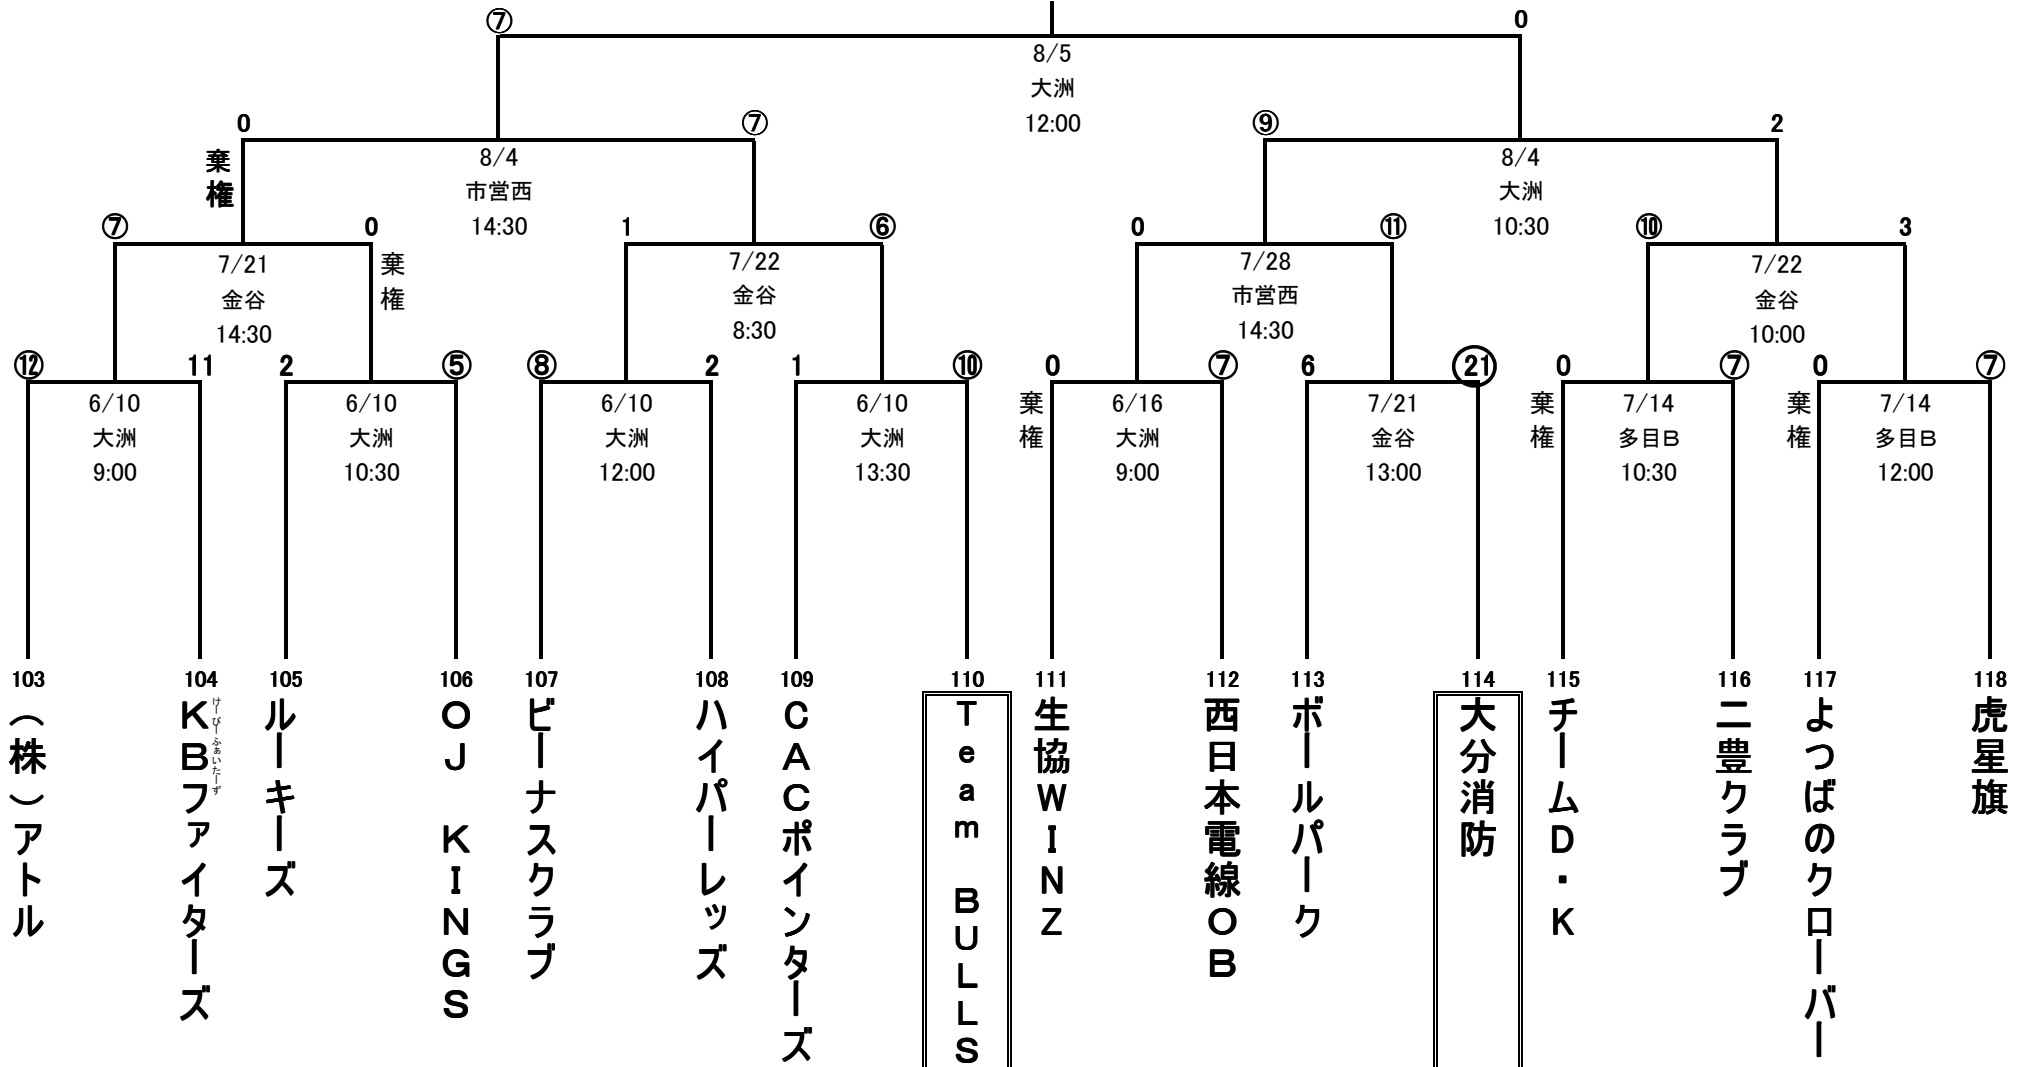 ⑦ 0
8/5
大洲
12:00
0 ⑦ ⑨ 2
棄権
8/4
市営西
14:30
8/4
大洲
10:30
⑦ 0 1 ⑥ 0 ⑪ ⑩ 3
7/21
金谷
14:30
棄権
7/22
金谷
8:30
7/28
市営西
14:30
7/22
金谷
10:00
⑫ 11 2 ⑤ ⑧ 2 1 ⑩ 0 ⑦ 6 ㉑ 0 ⑦ 0 ⑦
6/10
大洲
9:00
6/10
大洲
10:30
6/10
大洲
12:00
6/10
大洲
13:30
棄権
6/16
大洲
9:00
7/21
金谷
13:00
棄権
7/14
多目B
10:30
棄権
7/14
多目B
12:00
103 104 105 106 107 108 109 110 111 112 113 114 115 116 117 118
（株）アトル
KBファイターズ
けーびーふぁいたーず
ルーキーズ
OJ KINGS
ビーナスクラブ
ハイパーレッズ
CACポインターズ
Team BULLS
生協WINZ
西日本電線OB
ボールパーク
大分消防
チームD・K
二豊クラブ
よつばのクローバー
虎星旗